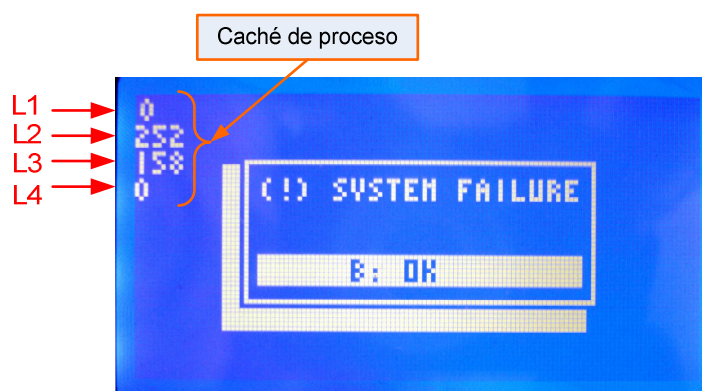 Caché de proceso
L1
0
L2
252
L3
158
L4
0
(!) SYSTEM FAILURE
B: OK